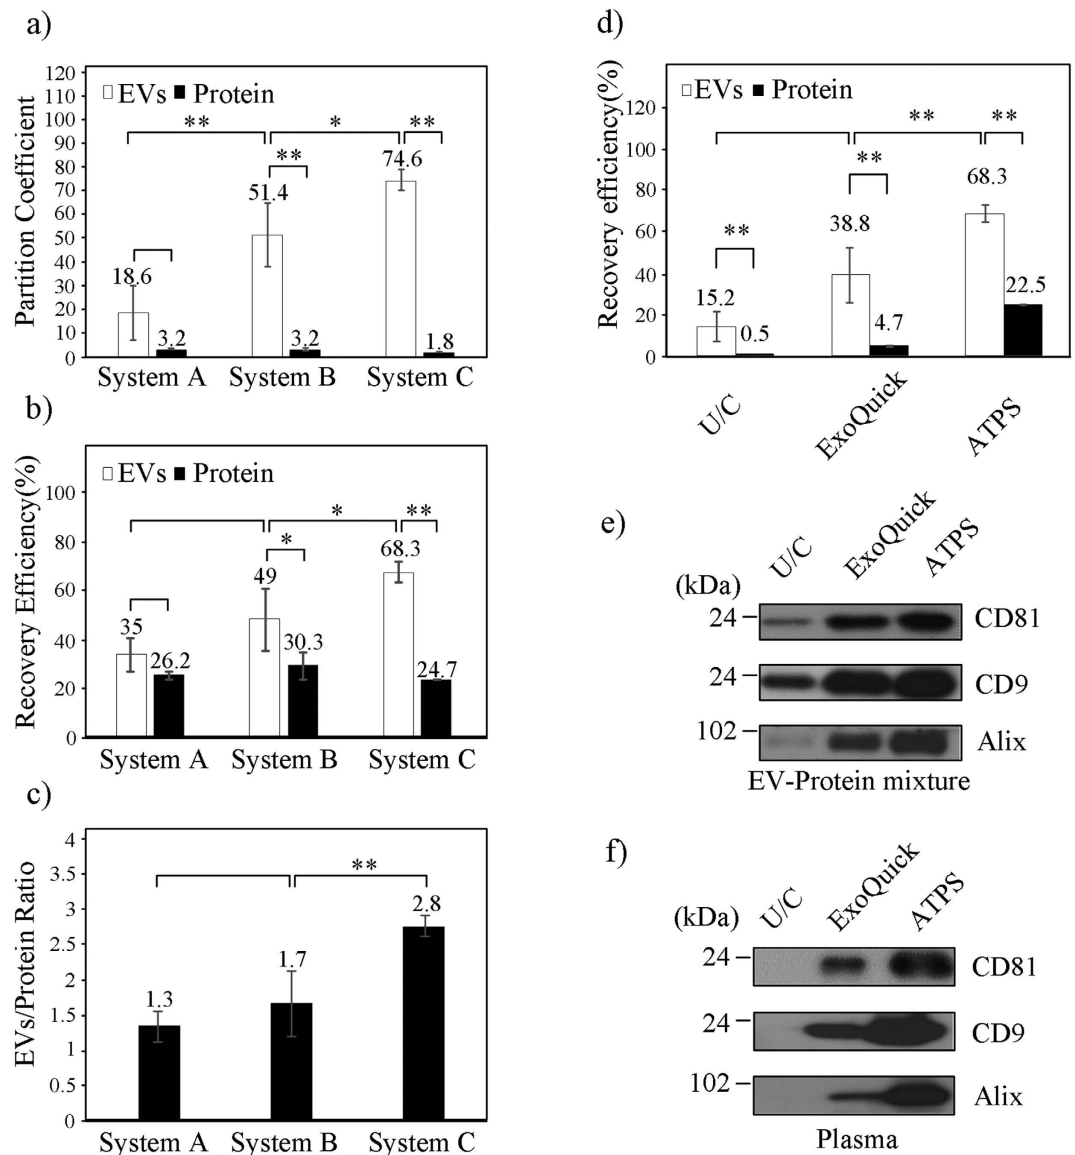 a)
120
110
100
90
80
70
60
50
40
30
20
10
0
Partition Coefficient
EVs Protein
** * **
**
18.6
3.2
51.4
3.2
74.6
1.8
System A System B System C
b)
100
80
60
40
20
0
Recovery Efficiency(%)
EVs Protein
* **
*
35
26.2
49
30.3
68.3
24.7
System A System B System C
c)
4
3.5
3
2.5
2
1.5
1
0.5
0
EVs/Protein Ratio
**
1.3
1.7
2.8
System A System B System C
d)
120
100
80
60
40
20
0
Recovery efficiency(%)
EVs Protein
** **
**
**
15.2
0.5
38.8
4.7
68.3
22.5
U/C ExoQuick ATPS
e)
U/C ExoQuick ATPS
(kDa)
24 CD81
24 CD9
102 Alix
EV-Protein mixture
f)
U/C ExoQuick ATPS
(kDa)
24 CD81
24 CD9
102 Alix
Plasma